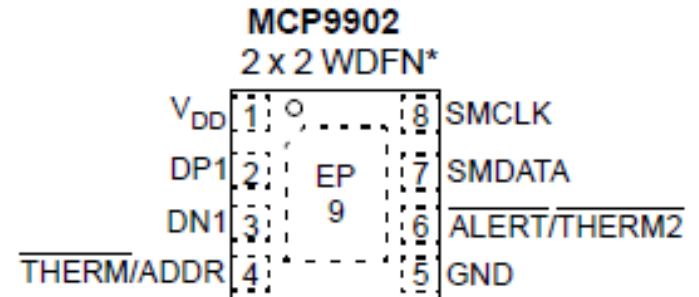 MCP9902
2 x 2 WDFN*
VDD 1 8 SMCLK
DP1 2 EP 7 SMDATA
DN1 3 9 6 ALERT/THERM2
THERM/ADDR 4 5 GND